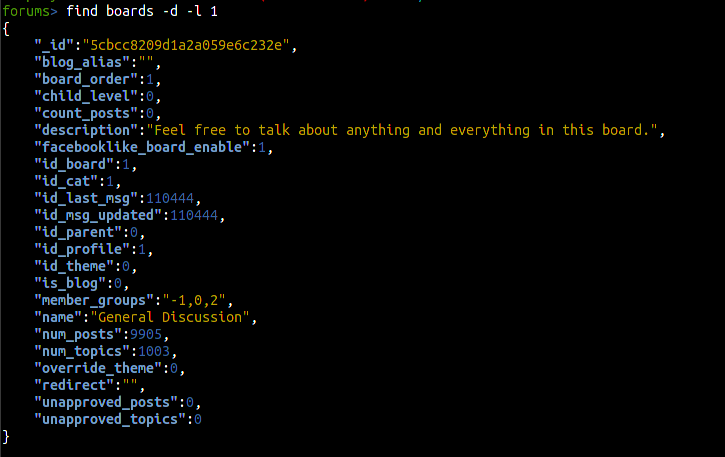 forums> find boards -d -l 1
{
    "_id":"5cbcc8209d1a2a059e6c232e",
    "blog_alias":"",
    "board_order":1,
    "child_level":0,
    "count_posts":0,
    "description":"Feel free to talk about anything and everything in this board.",
    "facebooklike_board_enable":1,
    "id_board":1,
    "id_cat":1,
    "id_last_msg":110444,
    "id_msg_updated":110444,
    "id_parent":0,
    "id_profile":1,
    "id_theme":0,
    "is_blog":0,
    "member_groups":"-1,0,2",
    "name":"General Discussion",
    "num_posts":9905,
    "num_topics":1003,
    "override_theme":0,
    "redirect":"",
    "unapproved_posts":0,
    "unapproved_topics":0
}